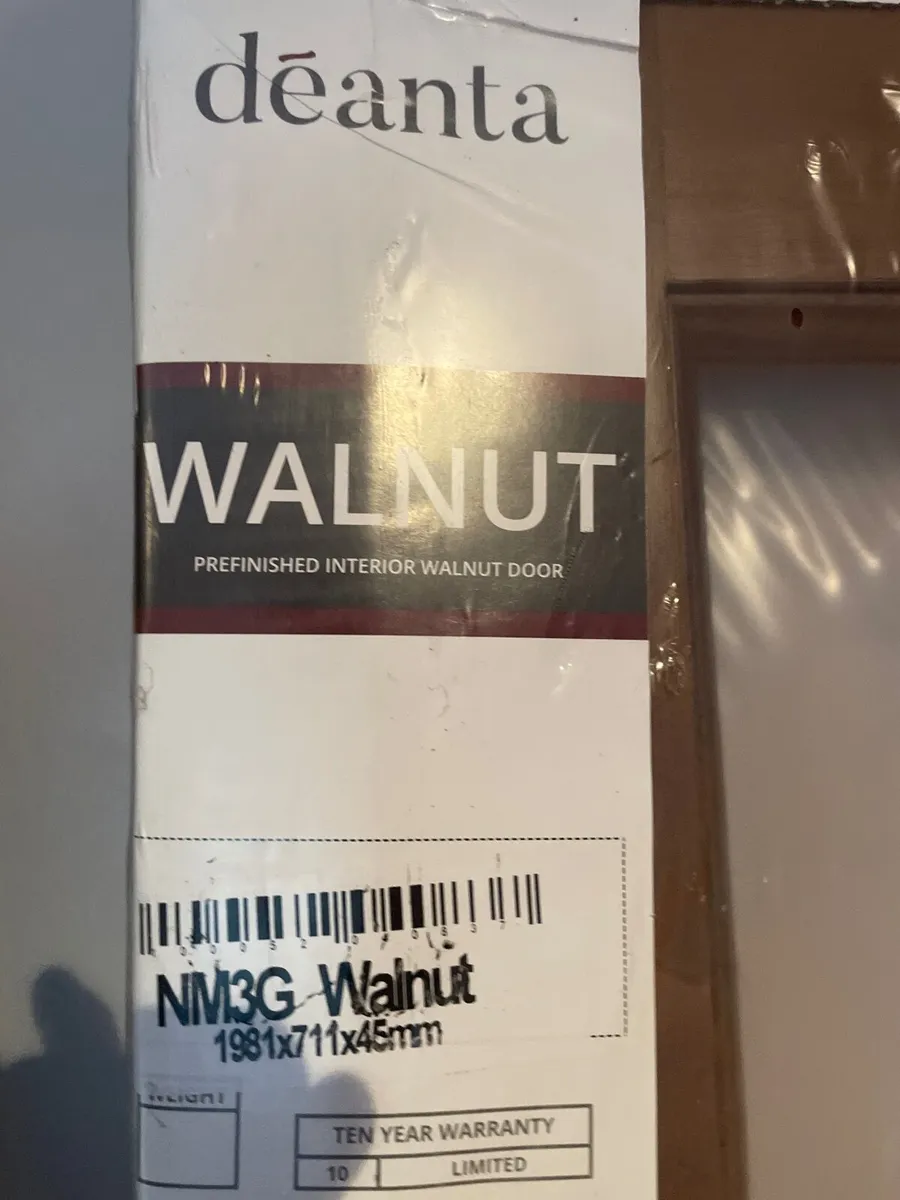 dēanta
WALNUT
PREFINISHED INTERIOR WALNUT DOOR
NM3G Walnut
1981x711x45mm
WEIGHT
TEN YEAR WARRANTY
10 LIMITED